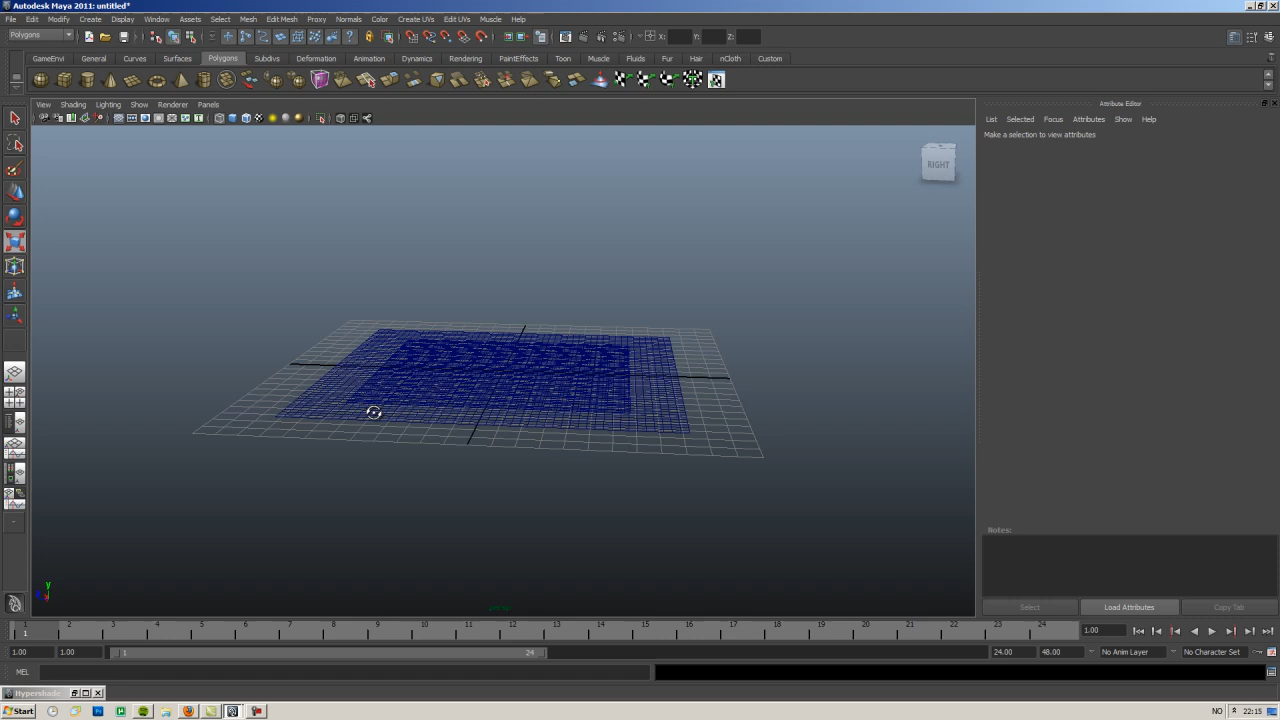 Autodesk Maya 2011: untitled*
File Edit Modify Create Display Window Assets Select Mesh Edit Mesh Proxy Normals Color Create UVs Edit UVs Muscle Help
Polygons X: Y: Z:
GameEnvi General Curves Surfaces Polygons Subdivs Deformation Animation Dynamics Rendering PaintEffects Toon Muscle Fluids Fur Hair nCloth Custom
View Shading Lighting Show Renderer Panels
Attribute Editor
List Selected Focus Attributes Show Help
Make a selection to view attributes
RIGHT
Notes:
y
persp
Select Load Attributes Copy Tab
1 2 3 4 5 6 7 8 9 10 11 12 13 14 15 16 17 18 19 20 21 22 23 24
1 1.00
1.00 1.00 1 24 24.00 48.00 No Anim Layer No Character Set
MEL
Hypershade
Start NO 22:15